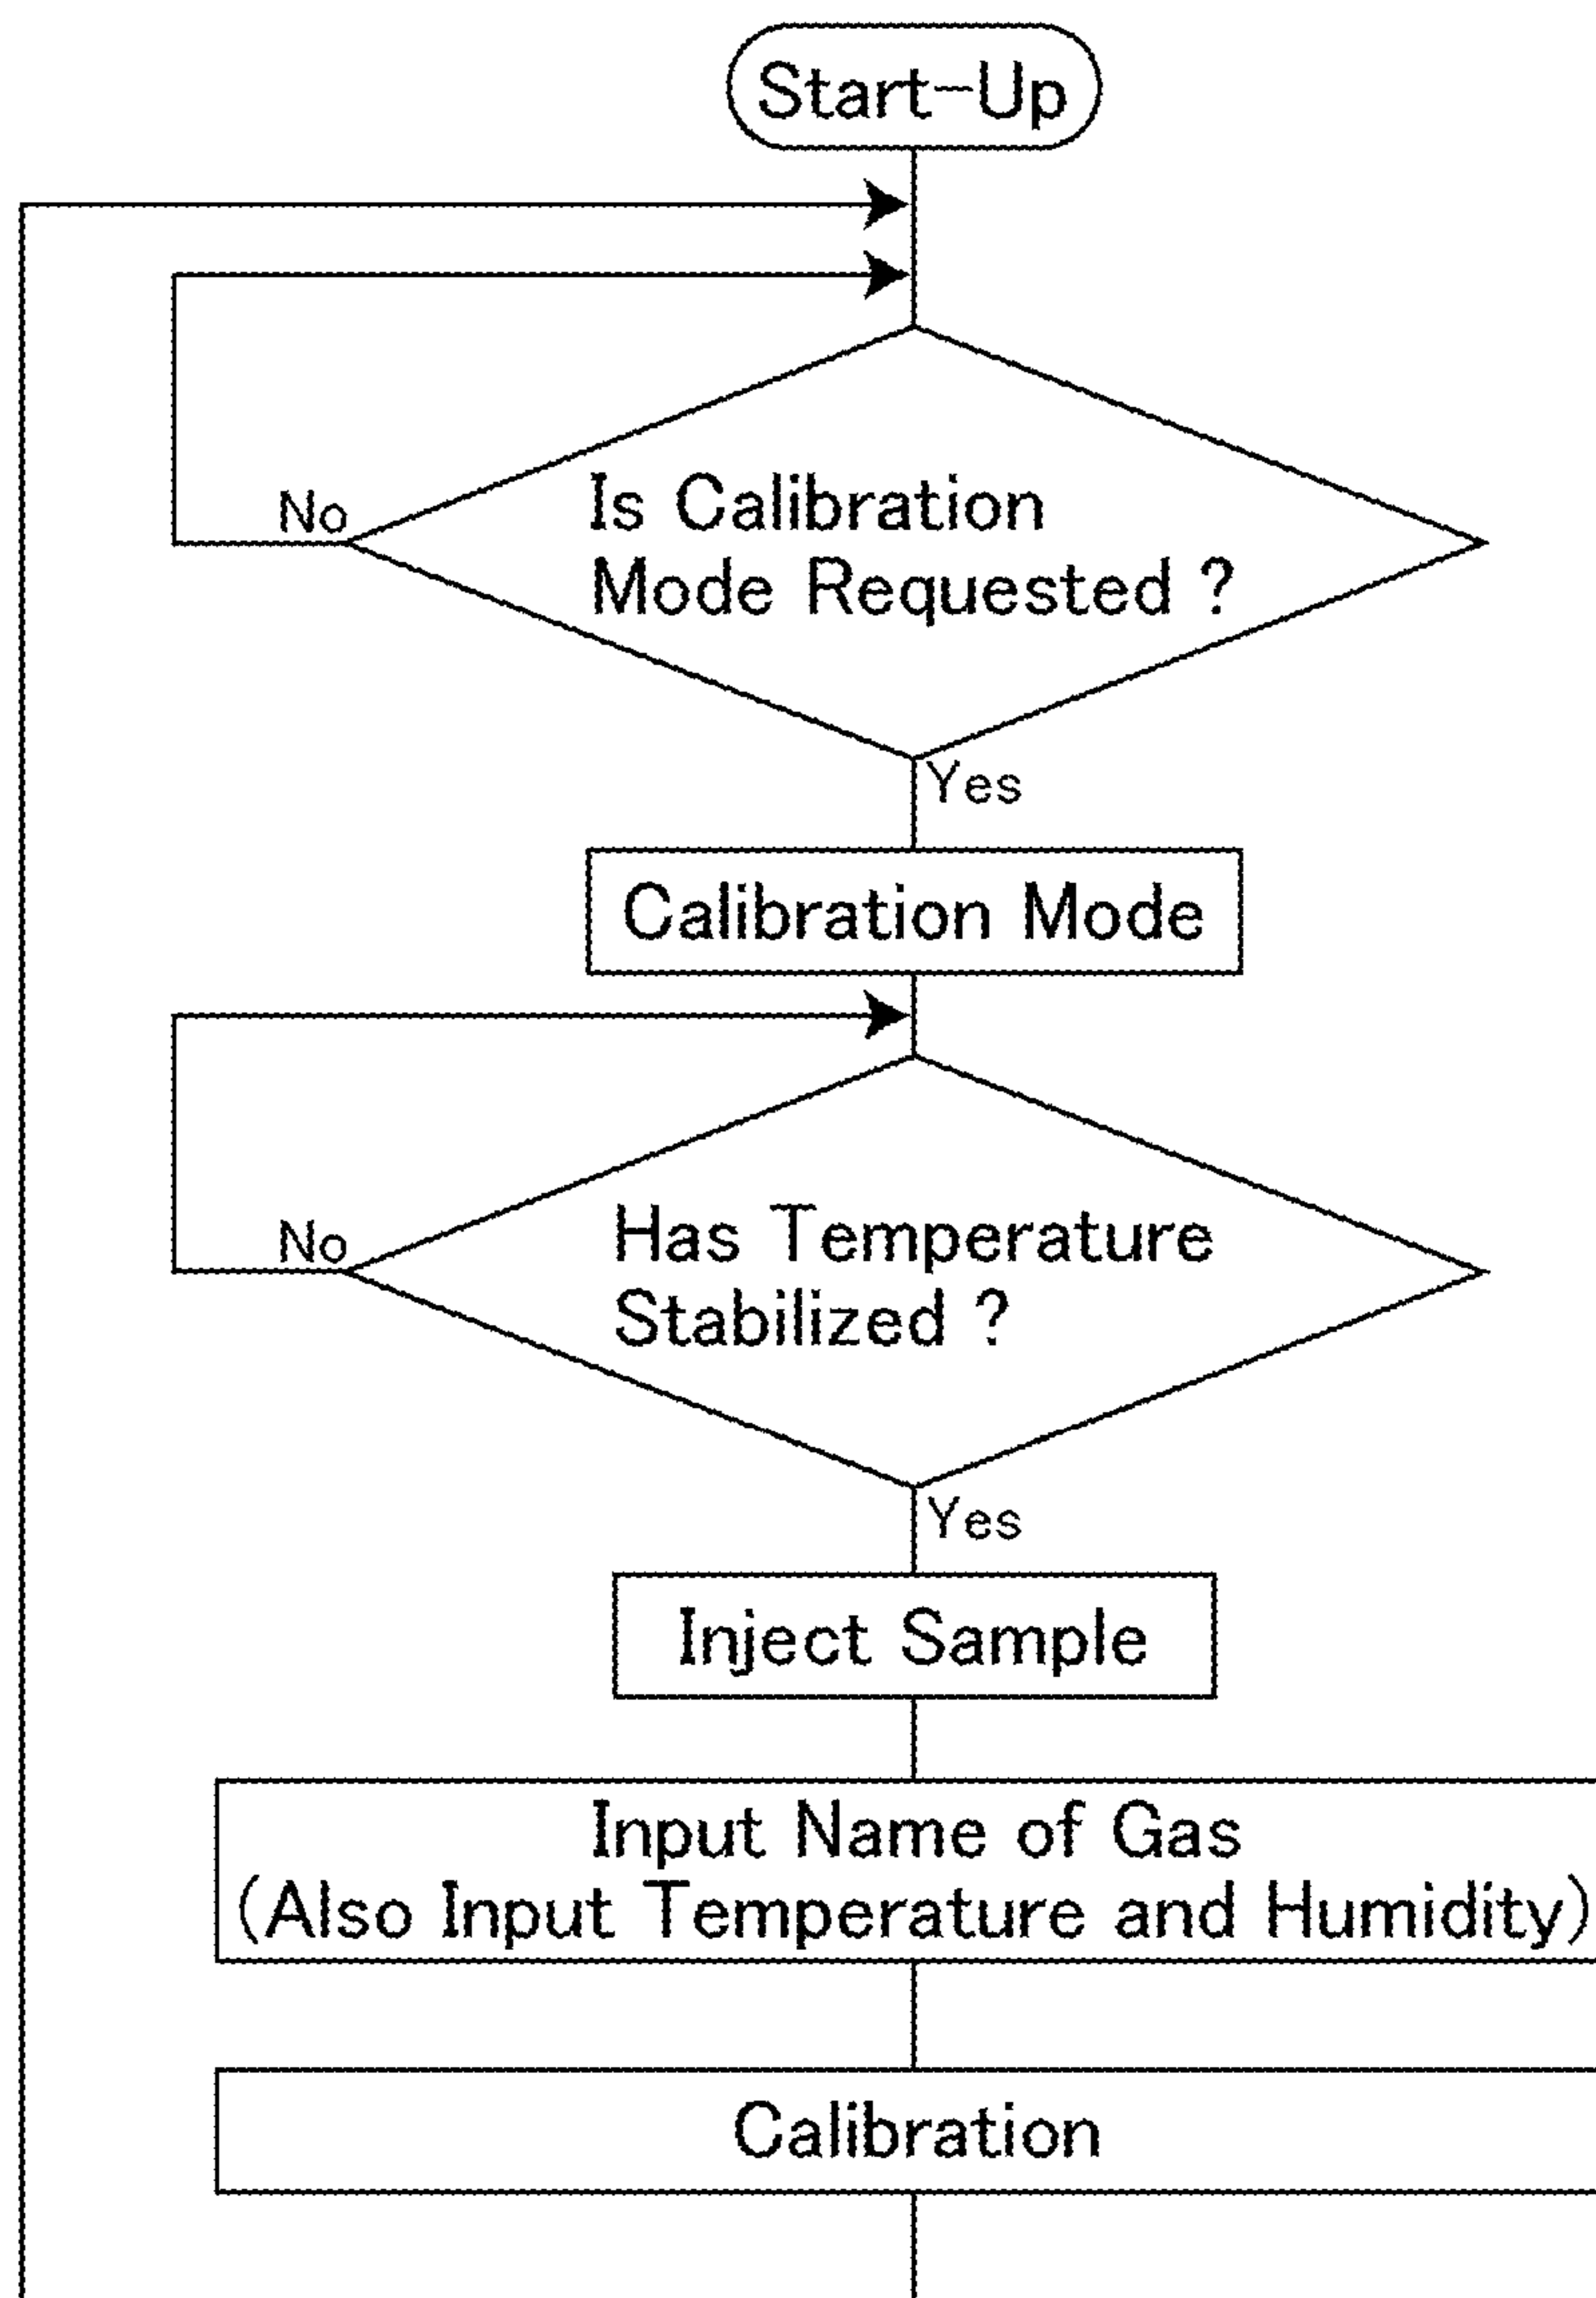 Start-Up
Is Calibration
Mode Requested ?
No
Yes
Calibration Mode
Has Temperature
Stabilized ?
No
Yes
Inject Sample
Input Name of Gas
(Also Input Temperature and Humidity)
Calibration